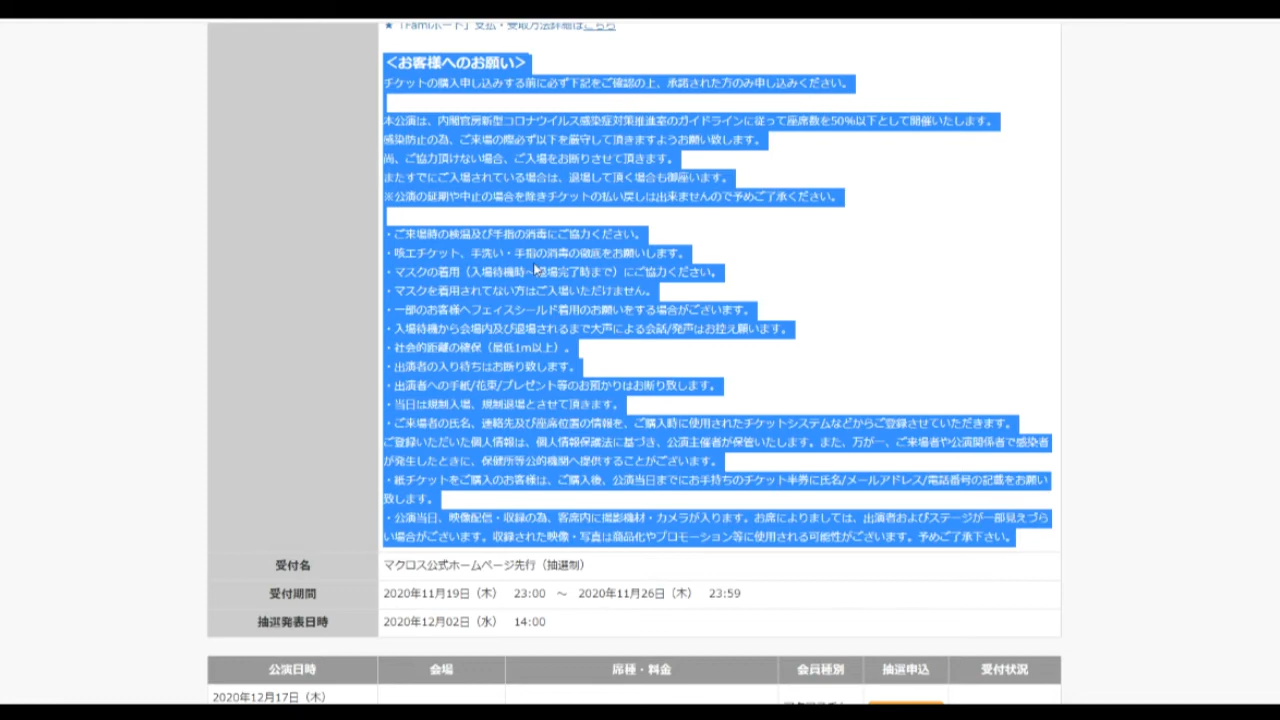 ★「Famiポート」支払・受取方法詳細はこちら
＜お客様へのお願い＞
チケットの購入申し込みする前に必ず下記をご確認の上、承諾された方のみ申し込みください。
本公演は、内閣官房新型コロナウイルス感染症対策推進室のガイドラインに従って座席数を50%以下として開催いたします。
感染防止の為、ご来場の際必ず以下を厳守して頂きますようお願い致します。
尚、ご協力頂けない場合、ご入場をお断りさせて頂きます。
またすでにご入場されている場合は、退場して頂く場合も御座います。
※公演の延期や中止の場合を除きチケットの払い戻しは出来ませんので予めご了承ください。
・ご来場時の検温及び手指の消毒にご協力ください。
・咳エチケット、手洗い・手指の消毒の徹底をお願いします。
・マスクの着用（入場待機時～退場完了時まで）にご協力ください。
・マスクを着用されてない方はご入場いただけません。
・一部のお客様へフェイスシールド着用のお願いをする場合がございます。
・入場待機から会場内及び退場されるまで大声による会話/発声はお控え願います。
・社会的距離の確保（最低1m以上）。
・出演者の入り待ちはお断り致します。
・出演者への手紙/花束/プレゼント等のお預かりはお断り致します。
・当日は規制入場、規制退場とさせて頂きます。
・ご来場者の氏名、連絡先及び座席位置の情報を、ご購入時に使用されたチケットシステムなどからご登録させていただきます。
ご登録いただいた個人情報は、個人情報保護法に基づき、公演主催者が保管いたします。また、万が一、ご来場者や公演関係者で感染者
が発生したときに、保健所等公的機関へ提供することがございます。
・紙チケットをご購入のお客様は、ご購入後、公演当日までにお手持ちのチケット半券に氏名/メールアドレス/電話番号の記載をお願い
致します。
・公演当日、映像配信・収録の為、客席内に撮影機材・カメラが入ります。お席によりましては、出演者およびステージが一部見えづら
い場合がございます。収録された映像・写真は商品化やプロモーション等に使用される可能性がございます。予めご了承下さい。
受付名 マクロス公式ホームページ先行（抽選制）
受付期間 2020年11月19日（木） 23:00 ～ 2020年11月26日（木） 23:59
抽選発表日時 2020年12月02日（水） 14:00
公演日時 会場 席種・料金 会員種別 抽選申込 受付状況
2020年12月17日（木）